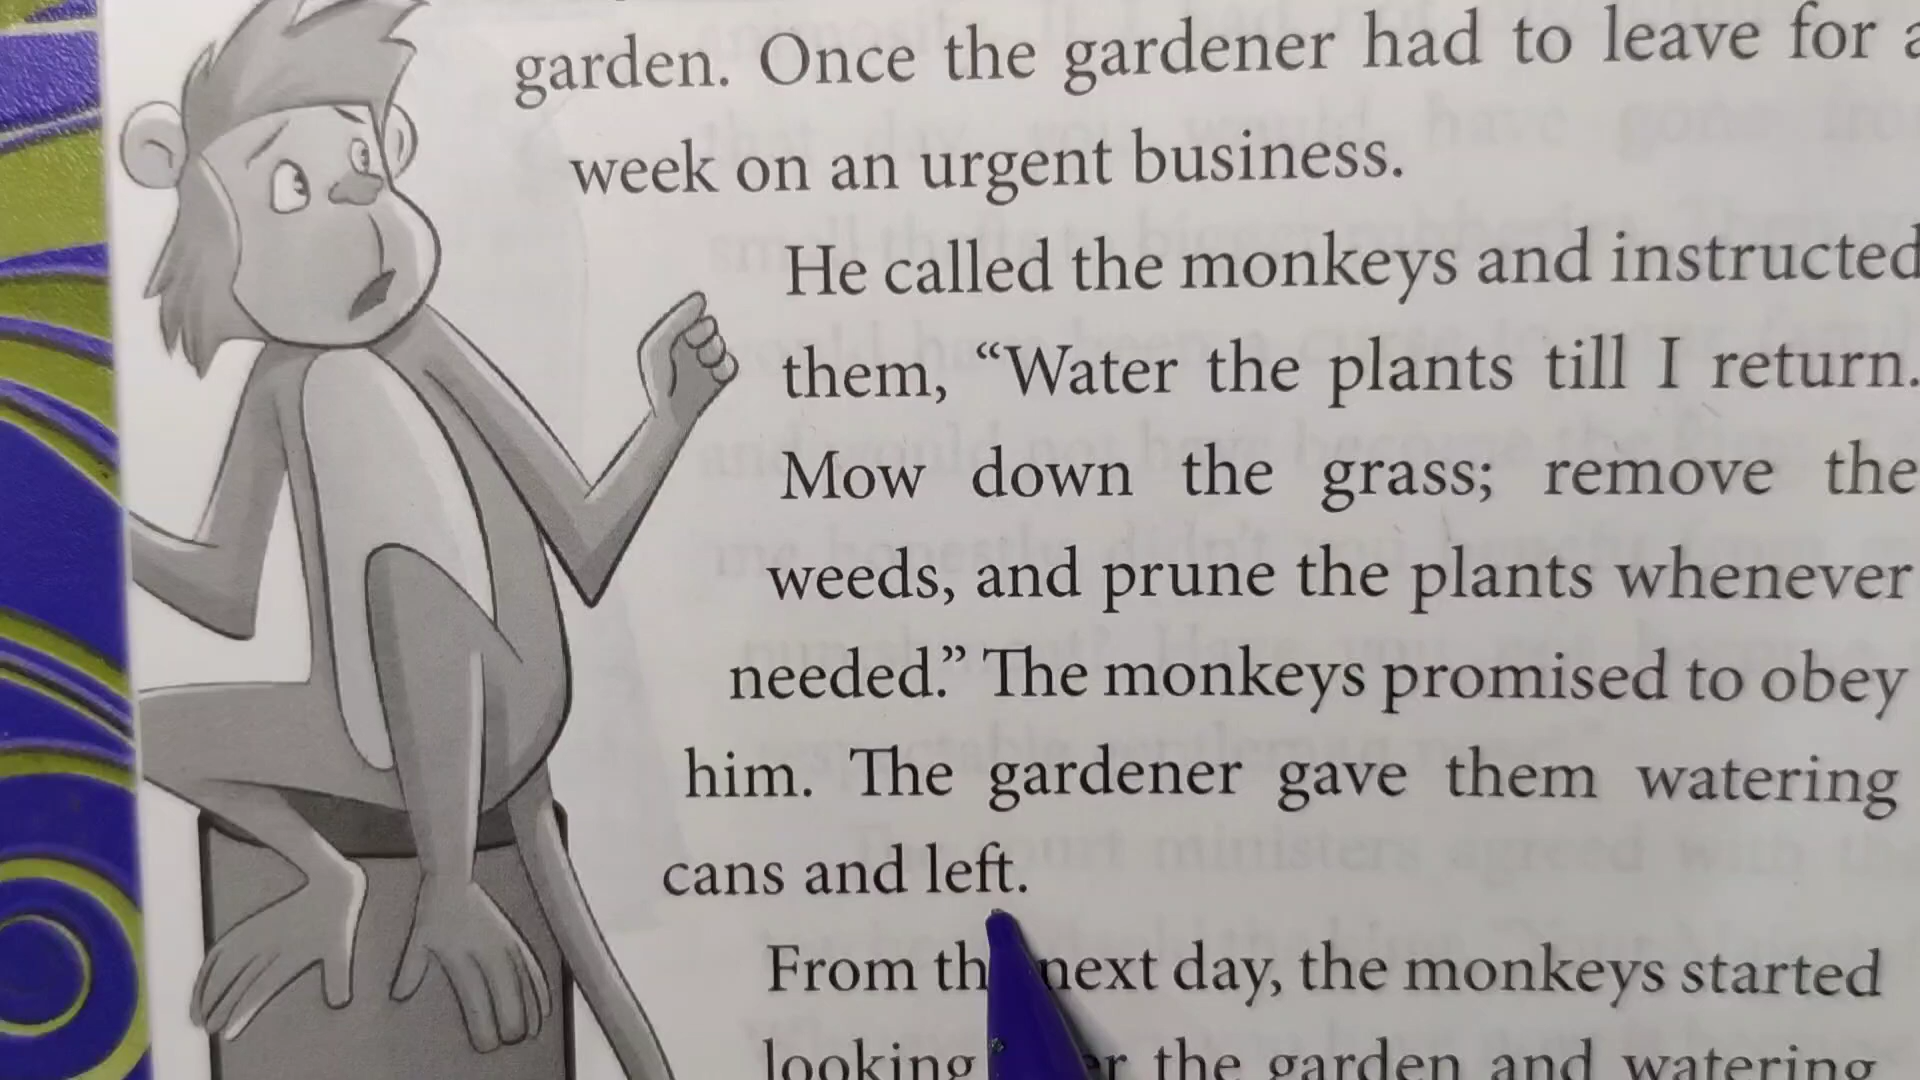 garden. Once the gardener had to leave for a
week on an urgent business.
He called the monkeys and instructed
them, “Water the plants till I return.
Mow down the grass; remove the
weeds, and prune the plants whenever
needed.” The monkeys promised to obey
him. The gardener gave them watering
cans and left.
From next day, the monkeys started
looking the garden and watering